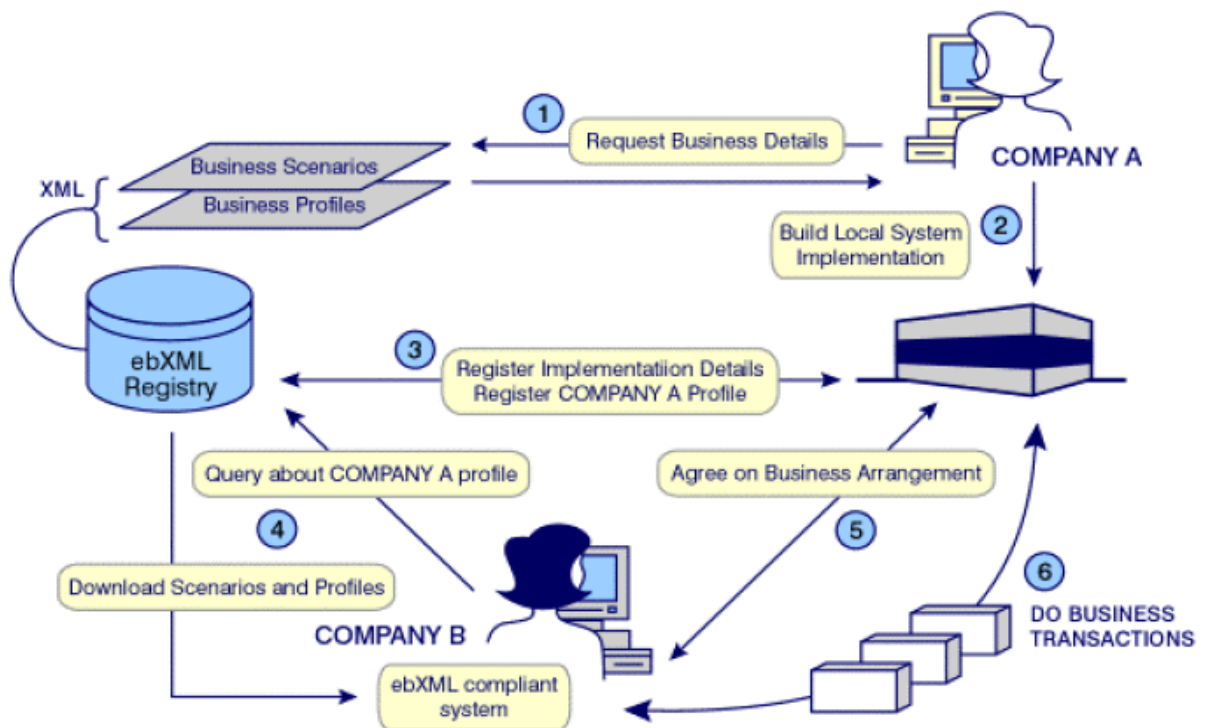 1
Request Business Details
COMPANY A
XML
Business Scenarios
Business Profiles
2
Build Local System
Implementation
ebXML
Registry
3
Register Implementatiion Details
Register COMPANY A Profile
Query about COMPANY A profile
4
Download Scenarios and Profiles
Agree on Business Arrangement
5
6
DO BUSINESS
TRANSACTIONS
COMPANY B
ebXML compliant
system